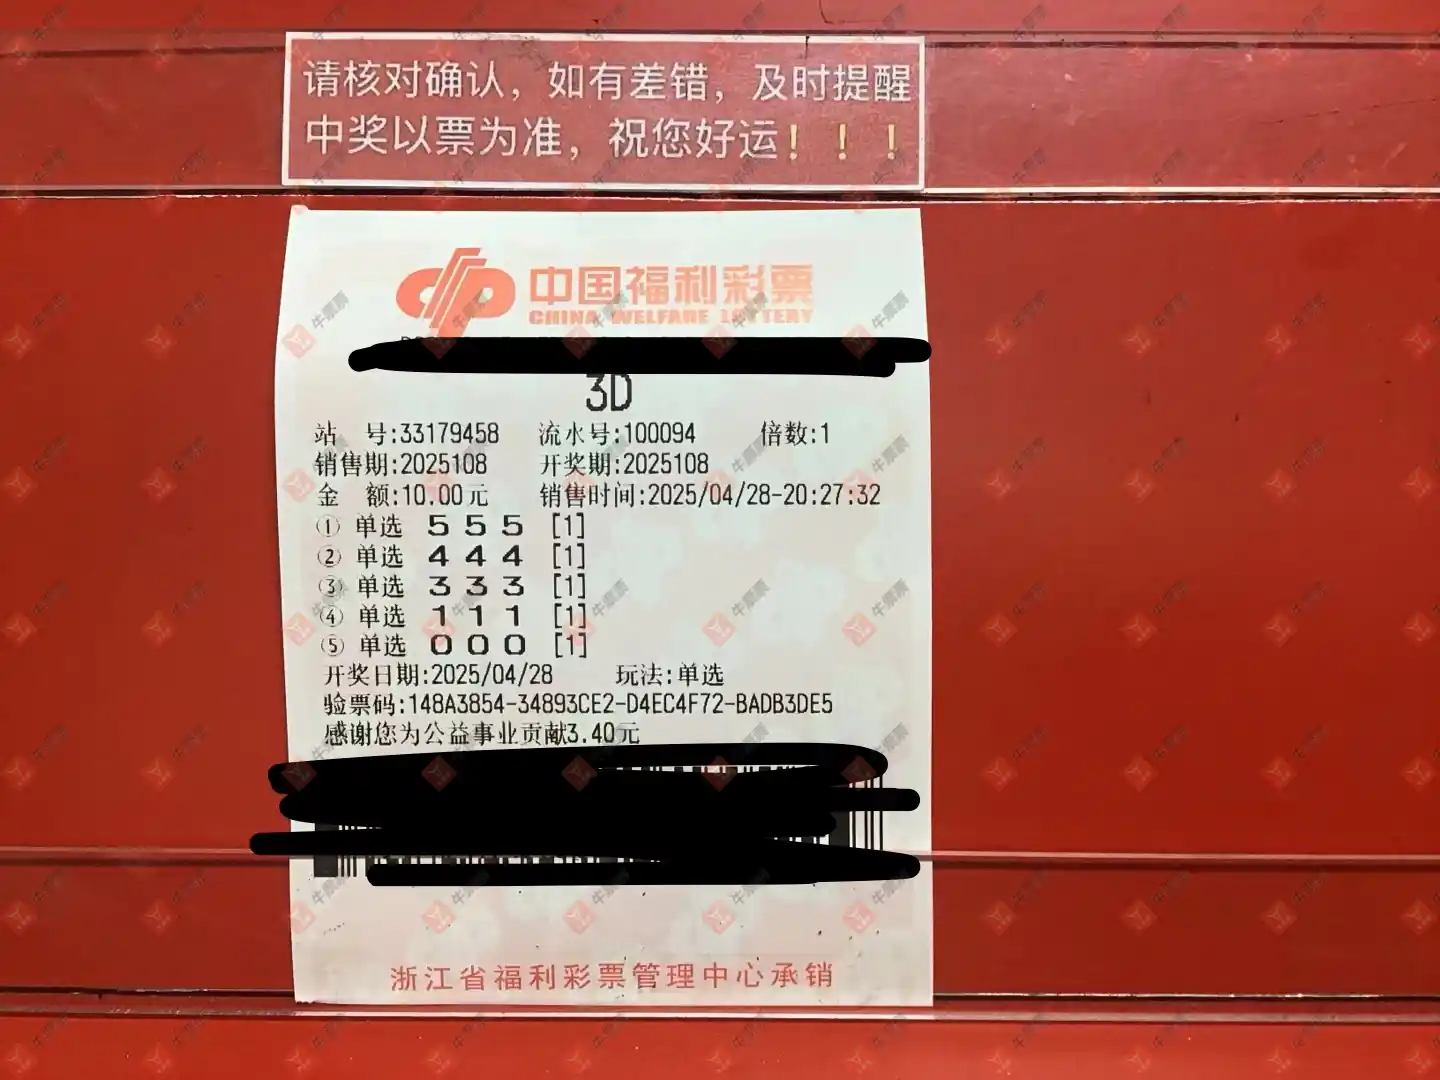 请核对确认，如有差错，及时提醒
中奖以票为准，祝您好运！！！
中国福利彩票
CHINA WELFARE LOTTERY
3D
站 号:33179458 流水号:100094 倍数:1
销售期:2025108 开奖期:2025108
金 额:10.00元 销售时间:2025/04/28-20:27:32
① 单选 5 5 5 [1]
② 单选 4 4 4 [1]
③ 单选 3 3 3 [1]
④ 单选 1 1 1 [1]
⑤ 单选 0 0 0 [1]
开奖日期:2025/04/28 玩法:单选
验票码:148A3854-34893CE2-D4EC4F72-BADB3DE5
感谢您为公益事业贡献3.40元
浙江省福利彩票管理中心承销
牛票票